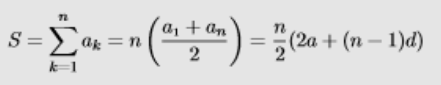 $S = \sum_{k=1}^{n} a_k = n \left( \frac{a_1 + a_n}{2} \right) = \frac{n}{2} (2a + (n - 1)d)$